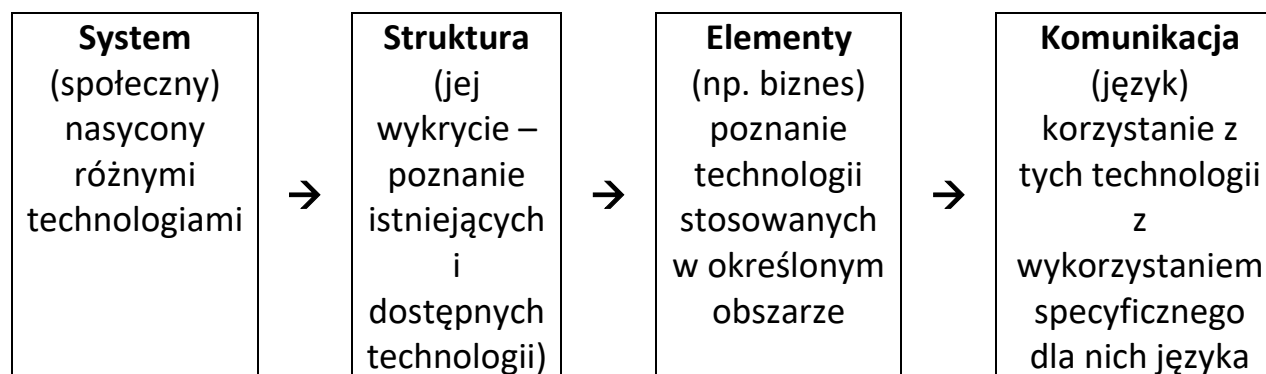 System
(społeczny)
nasycony
różnymi
technologiami
→
Struktura
(jej
wykrycie –
poznanie
istniejących
i
dostępnych
technologii)
→
Elementy
(np. biznes)
poznanie
technologii
stosowanych
w określonym
obszarze
→
Komunikacja
(język)
korzystanie z
tych technologii
z
wykorzystaniem
specyficznego
dla nich języka